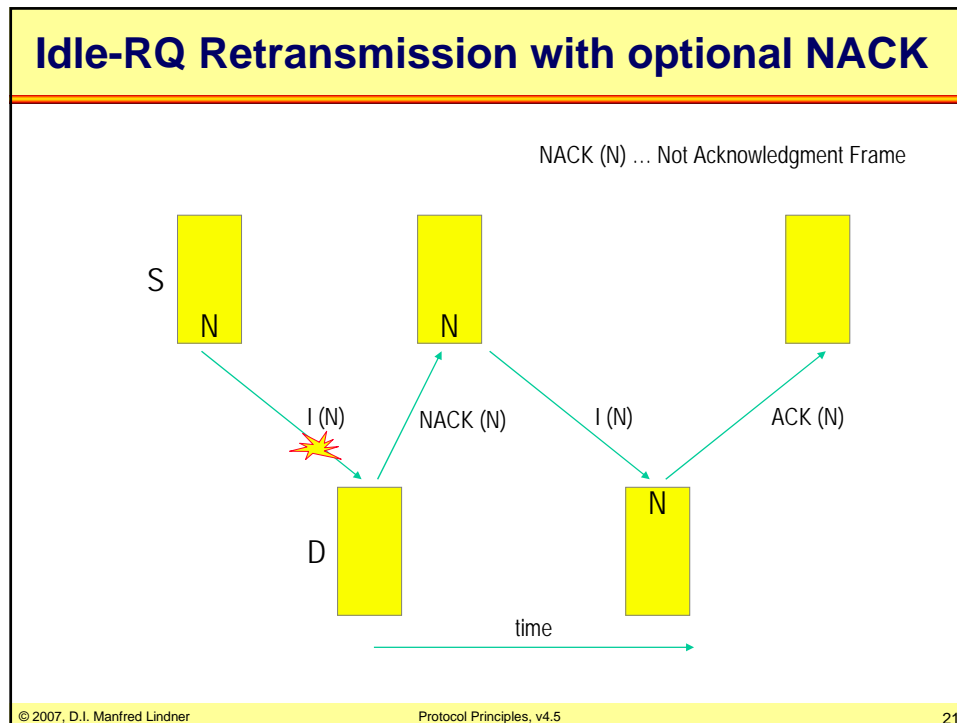 Idle-RQ Retransmission with optional NACK
NACK (N) … Not Acknowledgment Frame
S
N
N
I (N)
NACK (N)
I (N)
ACK (N)
D
N
time
© 2007, D.I. Manfred Lindner
Protocol Principles, v4.5
21